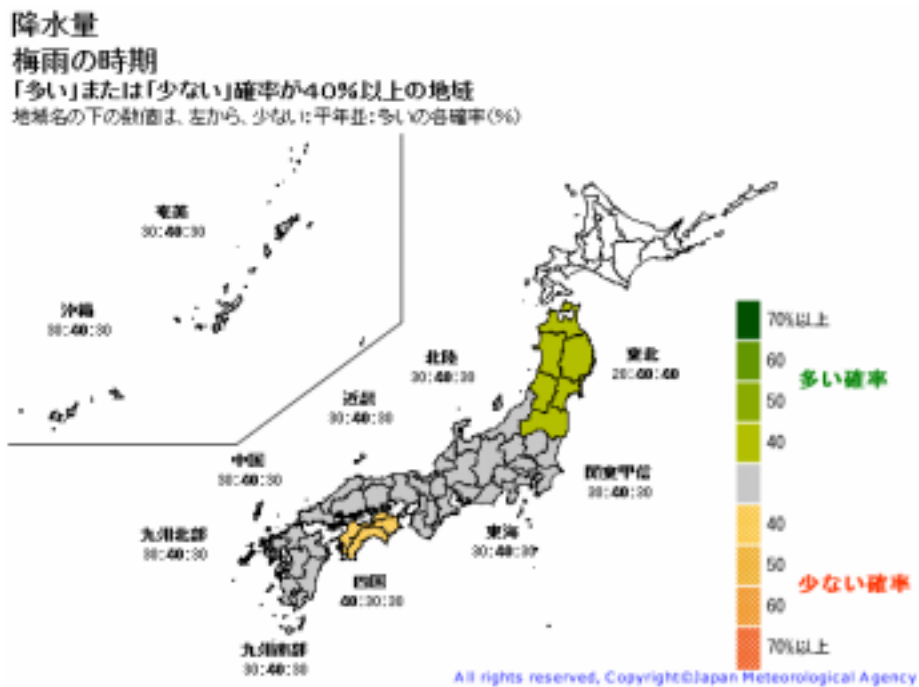 降水量
梅雨の時期
「多い」または「少ない」確率が40%以上の地域
地域名の下の数値は、左から、少ない:平年並:多いの各確率(%)
奄美
30:40:30
沖縄
30:40:30
北陸
30:40:30
東北
20:40:40
近畿
30:40:30
中国
30:40:30
関東甲信
30:40:30
九州北部
30:40:30
東海
30:40:30
四国
40:30:30
九州南部
30:40:30
70%以上
60
多い確率
50
40
40
50
少ない確率
60
70%以上
All rights reserved, Copyright©Japan Meteorological Agency